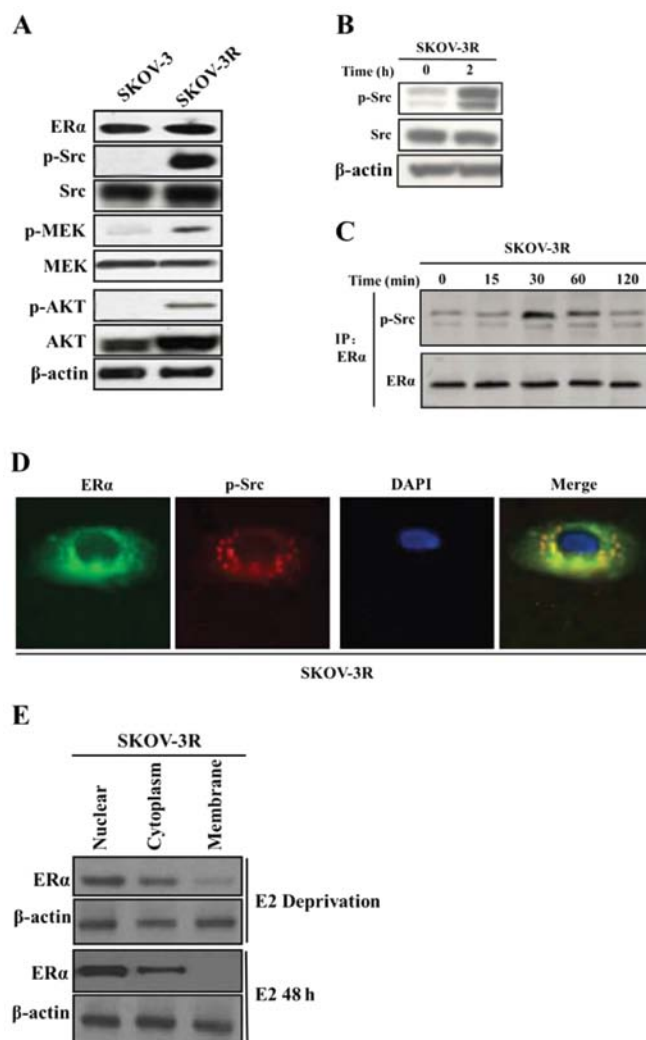 A
SKOV-3 SKOV-3R
ERα
p-Src
Src
p-MEK
MEK
p-AKT
AKT
β-actin
B
SKOV-3R
Time (h) 0 2
p-Src
Src
β-actin
C
SKOV-3R
Time (min) 0 15 30 60 120
p-Src
IP:
ERα
ERα
D
ERα p-Src DAPI Merge
SKOV-3R
E
SKOV-3R
Nuclear Cytoplasm Membrane
ERα
β-actin
E2 Deprivation
ERα
β-actin
E2 48 h